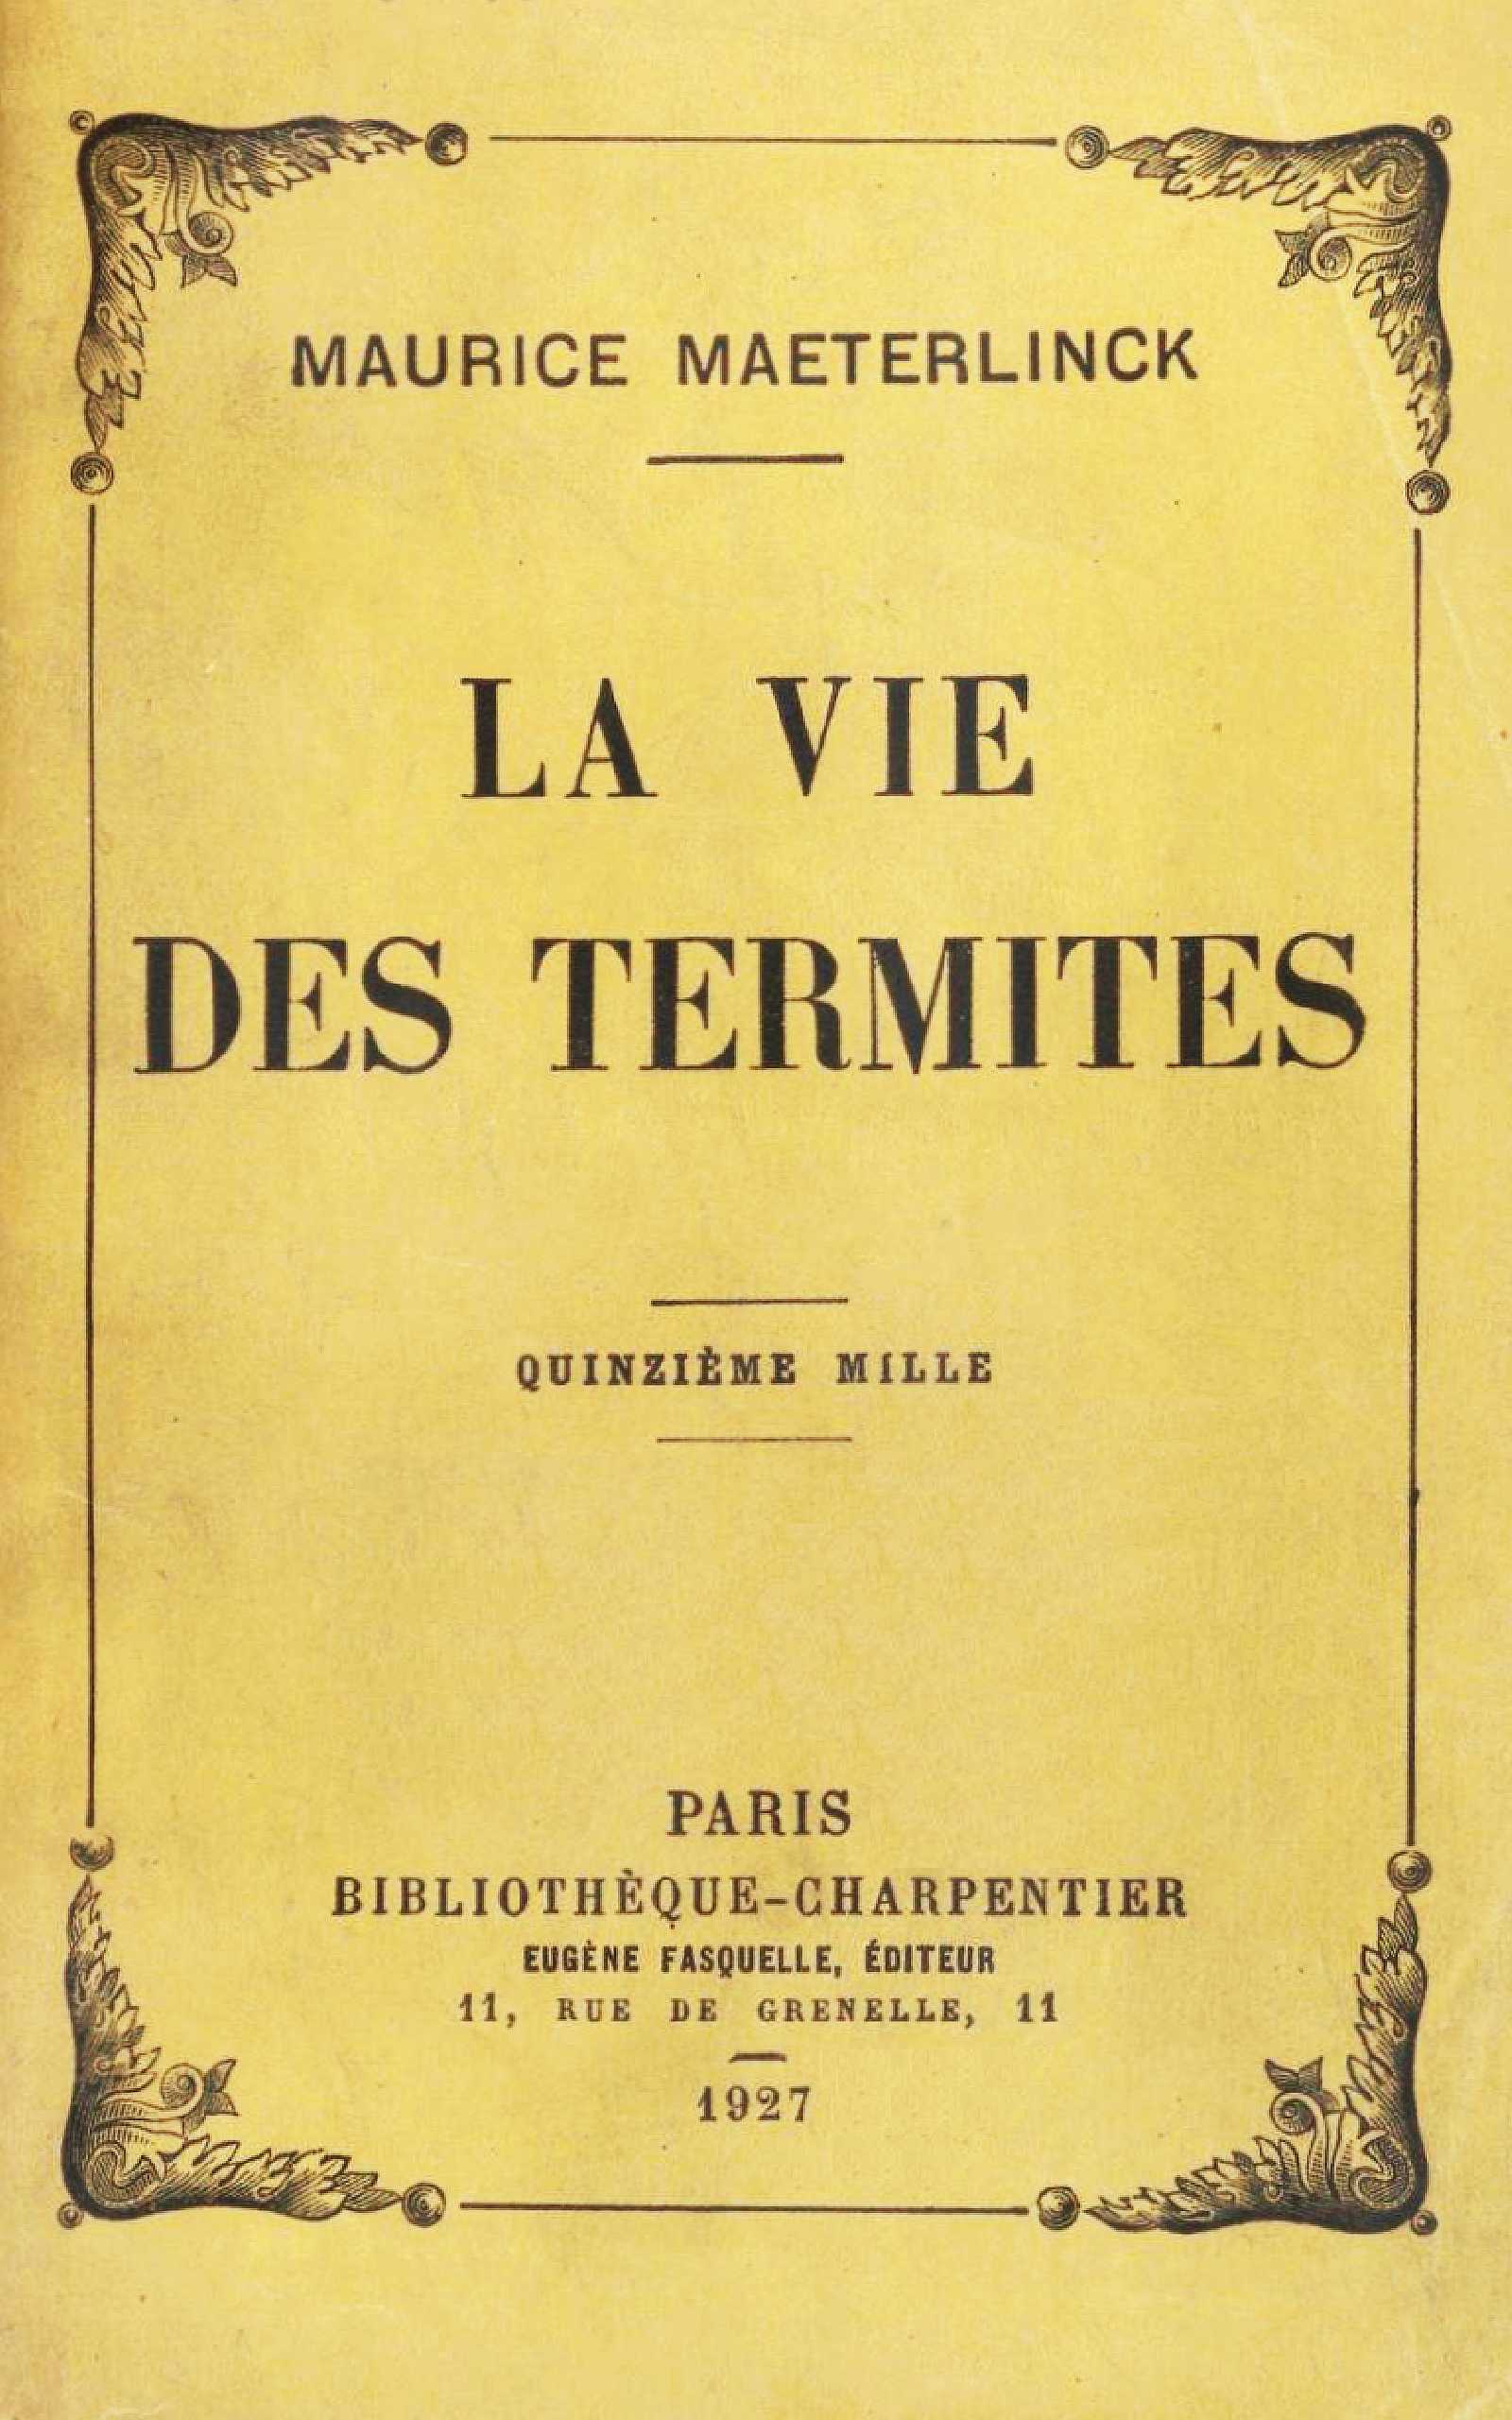 MAURICE MAETERLINCK
LA VIE
DES TERMITES
QUINZIÈME MILLE
PARIS
BIBLIOTHÈQUE-CHARPENTIER
EUGÈNE FASQUELLE, ÉDITEUR
11, RUE DE GRENELLE, 11
1927